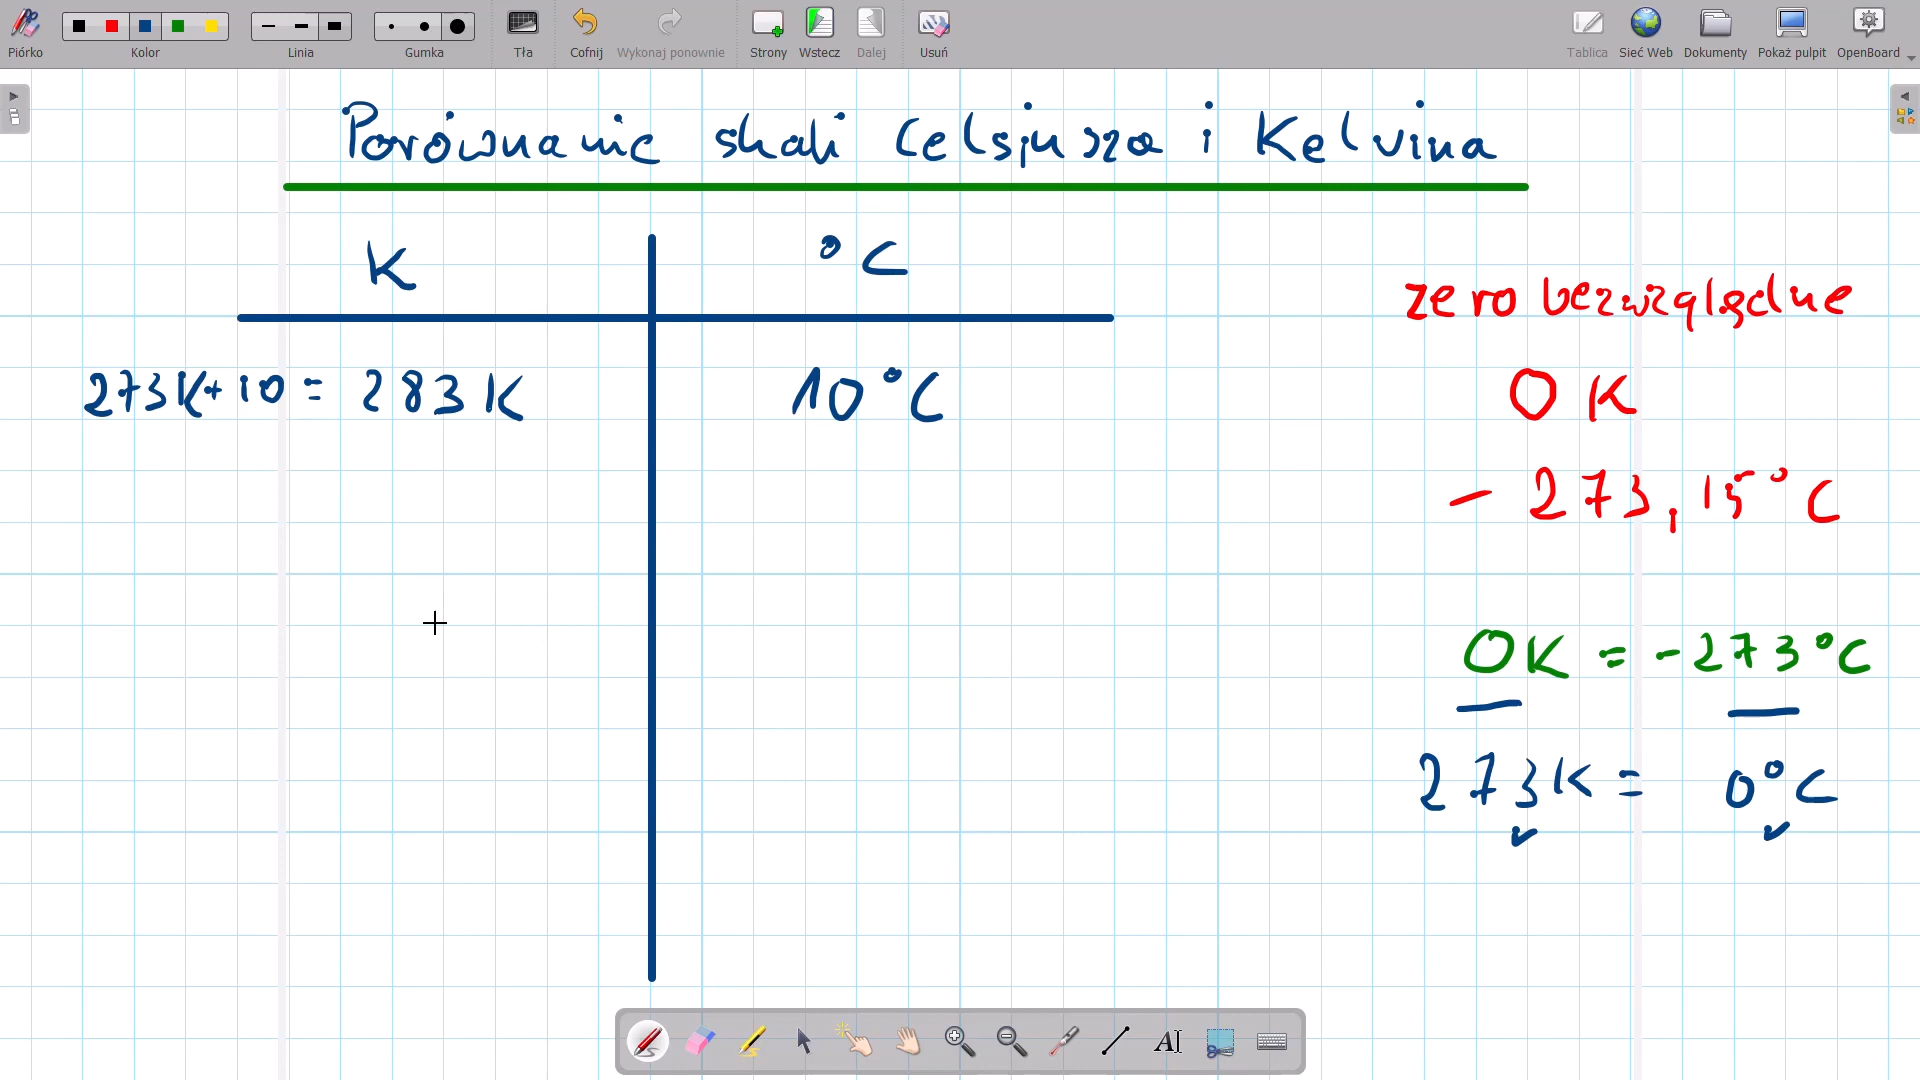 Piórko Kolor Linia Gumka Tła Cofnij Wykonaj ponownie Strony Wstecz Dalej Usuń Tablica Sieć Web Dokumenty Pokaż pulpit OpenBoard
Porównanie skali Celsjusza i Kelvina
K °C
zero bezwzględne
273K+10 = 283 K 10°C
0 K
- 273,15°C
0K = -273°C
273K = 0°C